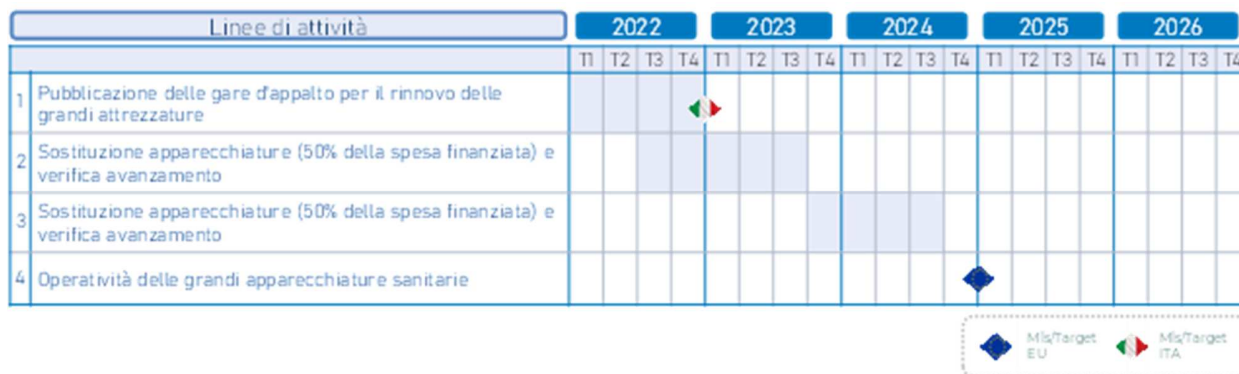 Linee di attività 2022 2023 2024 2025 2026
T1 T2 T3 T4 T1 T2 T3 T4 T1 T2 T3 T4 T1 T2 T3 T4 T1 T2 T3 T4
1 Pubblicazione delle gare d'appalto per il rinnovo delle
grandi attrezzature
2 Sostituzione apparecchiature (50% della spesa finanziata) e
verifica avanzamento
3 Sostituzione apparecchiature (50% della spesa finanziata) e
verifica avanzamento
4 Operatività delle grandi apparecchiature sanitarie
Mls/Target
EU
Mls/Target
ITA